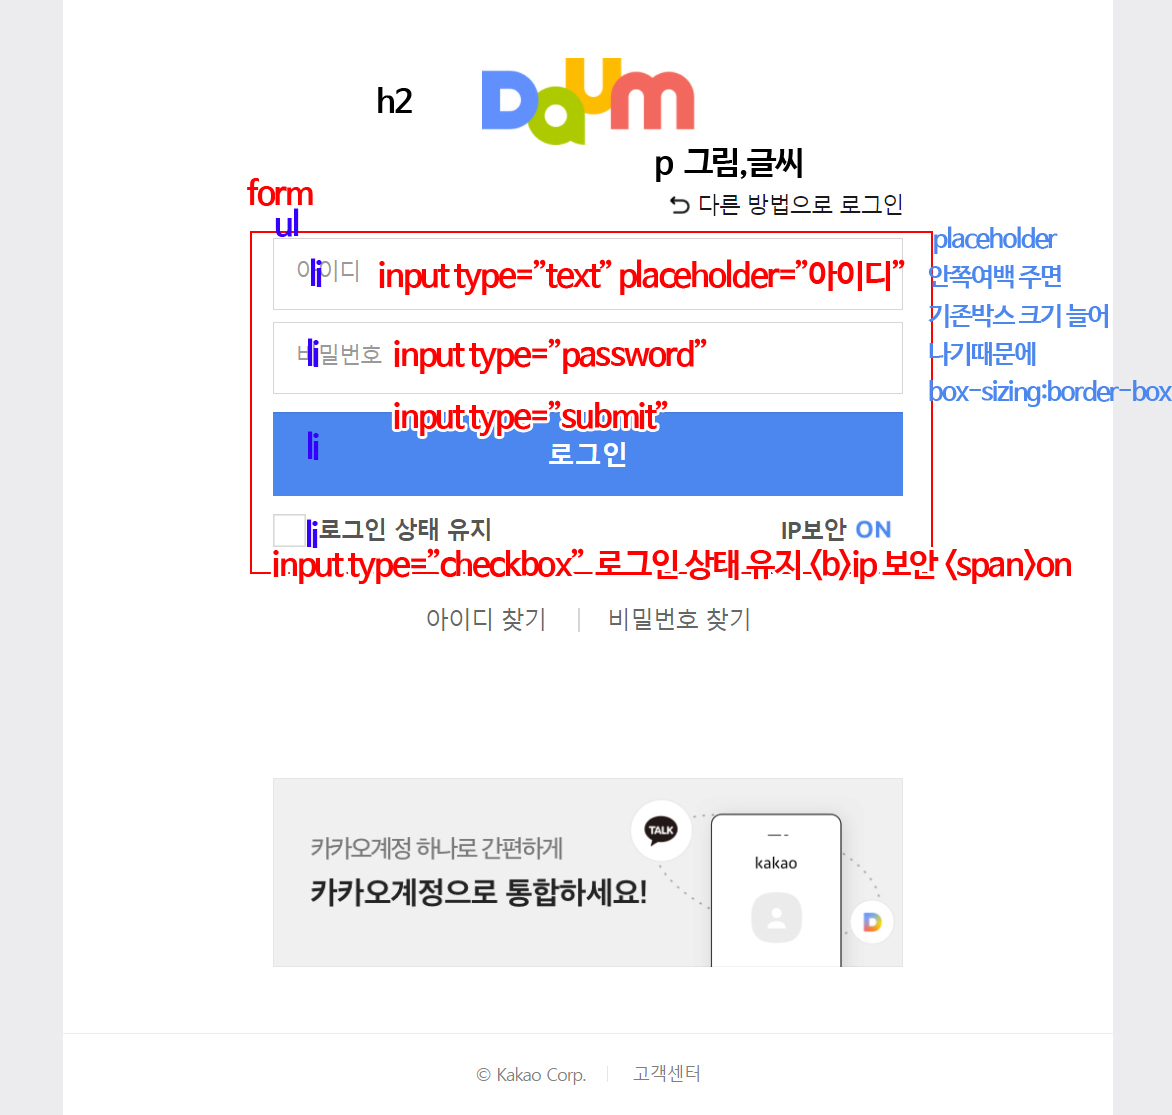 h2
Daum
p 그림,글씨
form
다른 방법으로 로그인
ul
placeholder
안쪽여백 주면
기존박스 크기 늘어
나기때문에
box-sizing:border-box
아이디
li
input type=”text” placeholder=”아이디”
비밀번호
li
input type=”password”
input type=”submit”
li
로그인
li
로그인 상태 유지
IP보안 ON
input type=”checkbox” 로그인 상태 유지 <b>ip 보안 <span>on
아이디 찾기
비밀번호 찾기
카카오계정 하나로 간편하게
카카오계정으로 통합하세요!
TALK
kakao
D
© Kakao Corp.
고객센터